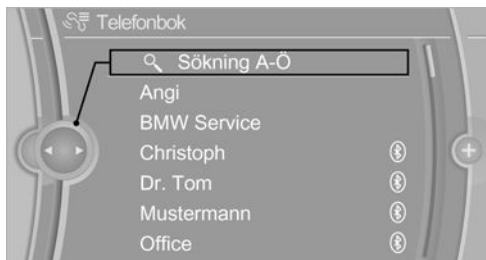 Telefonbok
Sökning A-Ö
Angi
BMW Service
Christoph
Dr. Tom
Mustermann
Office